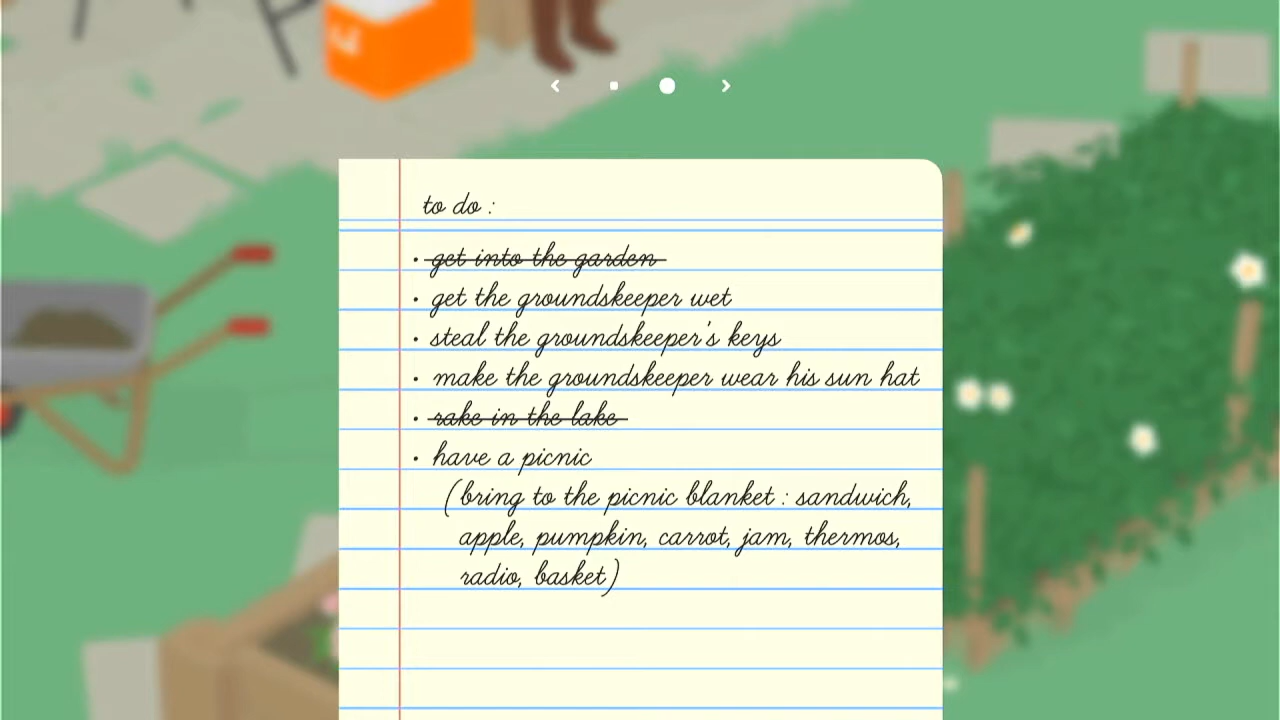 to do :
• get into the garden
• get the groundskeeper wet
• steal the groundskeeper's keys
• make the groundskeeper wear his sun hat
• rake in the lake
• have a picnic
(bring to the picnic blanket : sandwich,
apple, pumpkin, carrot, jam, thermos,
radio, basket)